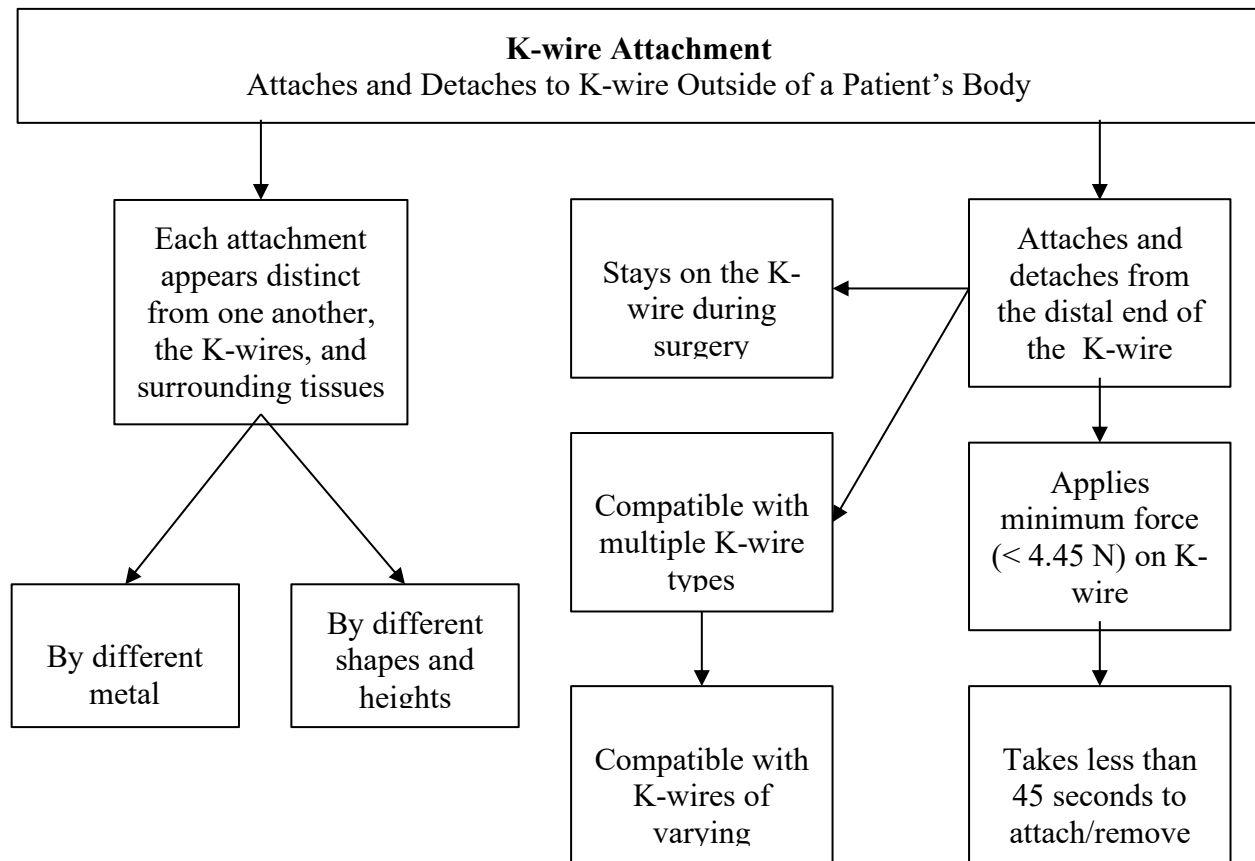 K-wire Attachment
Attaches and Detaches to K-wire Outside of a Patient’s Body
Each attachment
appears distinct
from one another,
the K-wires, and
surrounding tissues
Stays on the K-
wire during
surgery
Attaches and
detaches from
the distal end of
the K-wire
Compatible with
multiple K-wire
types
Applies
minimum force
(< 4.45 N) on K-
wire
By different
metal
By different
shapes and
heights
Compatible with
K-wires of
varying
Takes less than
45 seconds to
attach/remove